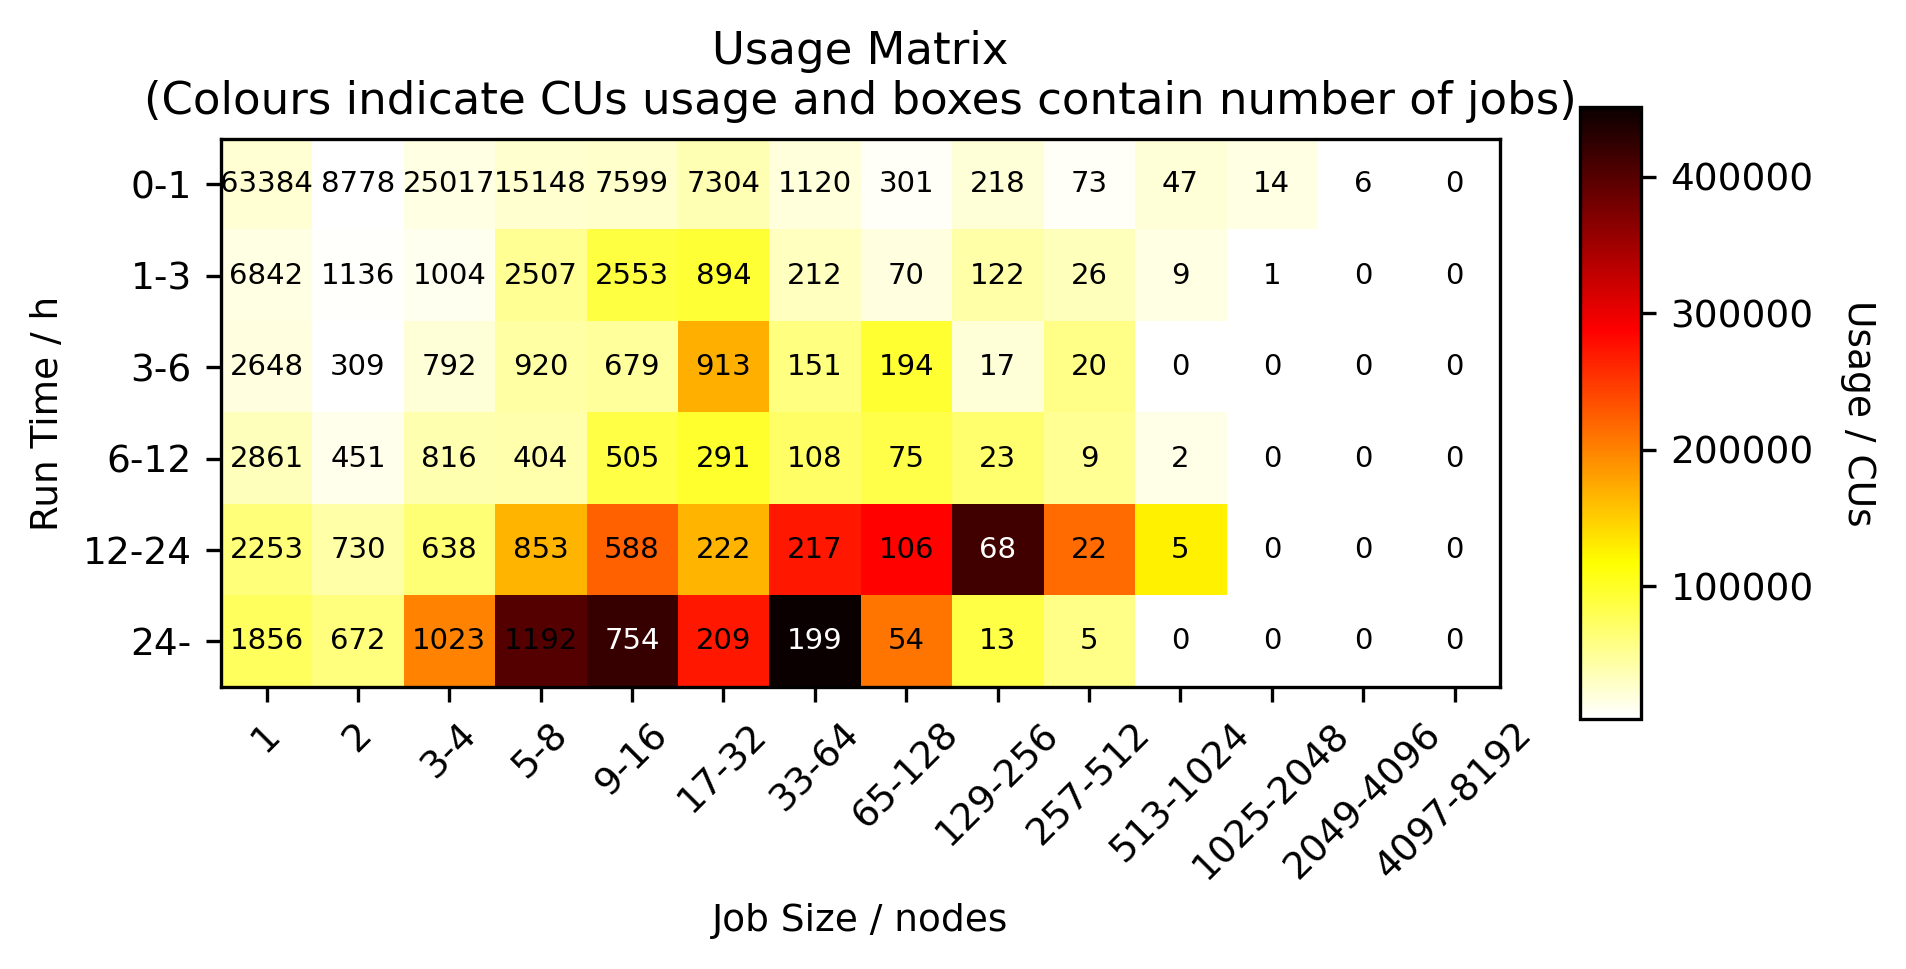 Usage Matrix
(Colours indicate CUs usage and boxes contain number of jobs)
0-1 63384 8778 25017 15148 7599 7304 1120 301 218 73 47 14 6 0
1-3 6842 1136 1004 2507 2553 894 212 70 122 26 9 1 0 0
3-6 2648 309 792 920 679 913 151 194 17 20 0 0 0 0
6-12 2861 451 816 404 505 291 108 75 23 9 2 0 0 0
12-24 2253 730 638 853 588 222 217 106 68 22 5 0 0 0
24- 1856 672 1023 1192 754 209 199 54 13 5 0 0 0 0
Run Time / h
1 2 3-4 5-8 9-16 17-32 33-64 65-128 129-256 257-512 513-1024 1025-2048 2049-4096 4097-8192
Job Size / nodes
400000
300000
200000
100000
Usage / CUs